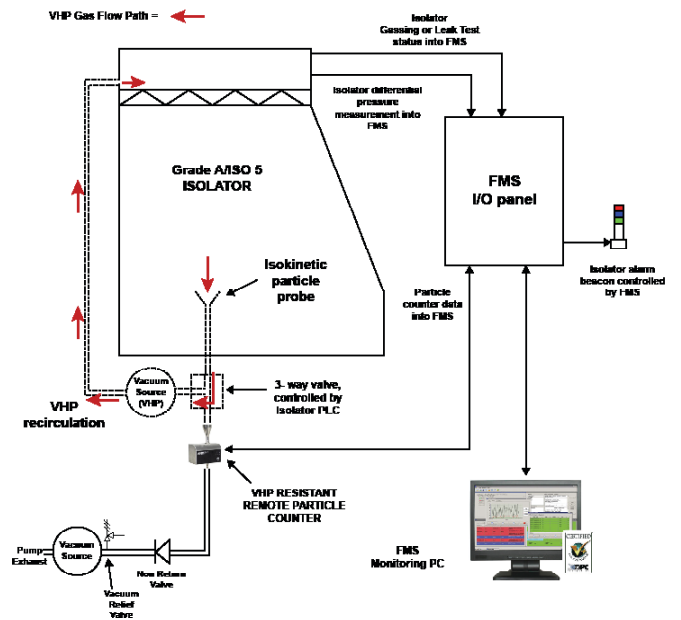 VHP Gas Flow Path =
Isolator
Gassing or Leak Test
status into FMS
Isolator differential
pressure
measurement into
FMS
Grade A/ISO 5
ISOLATOR
FMS
I/O panel
Isokinetic
particle
probe
Particle
counter data
into FMS
Isolator alarm
beacon controlled
by FMS
Vacuum
Source
(VHP)
VHP
recirculation
3- way valve,
controlled by
Isolator PLC
VHP RESISTANT
REMOTE PARTICLE
COUNTER
Pump
Exhaust
Vacuum
Source
Non Return
Valve
Vacuum
Relief
Valve
FMS
Monitoring PC